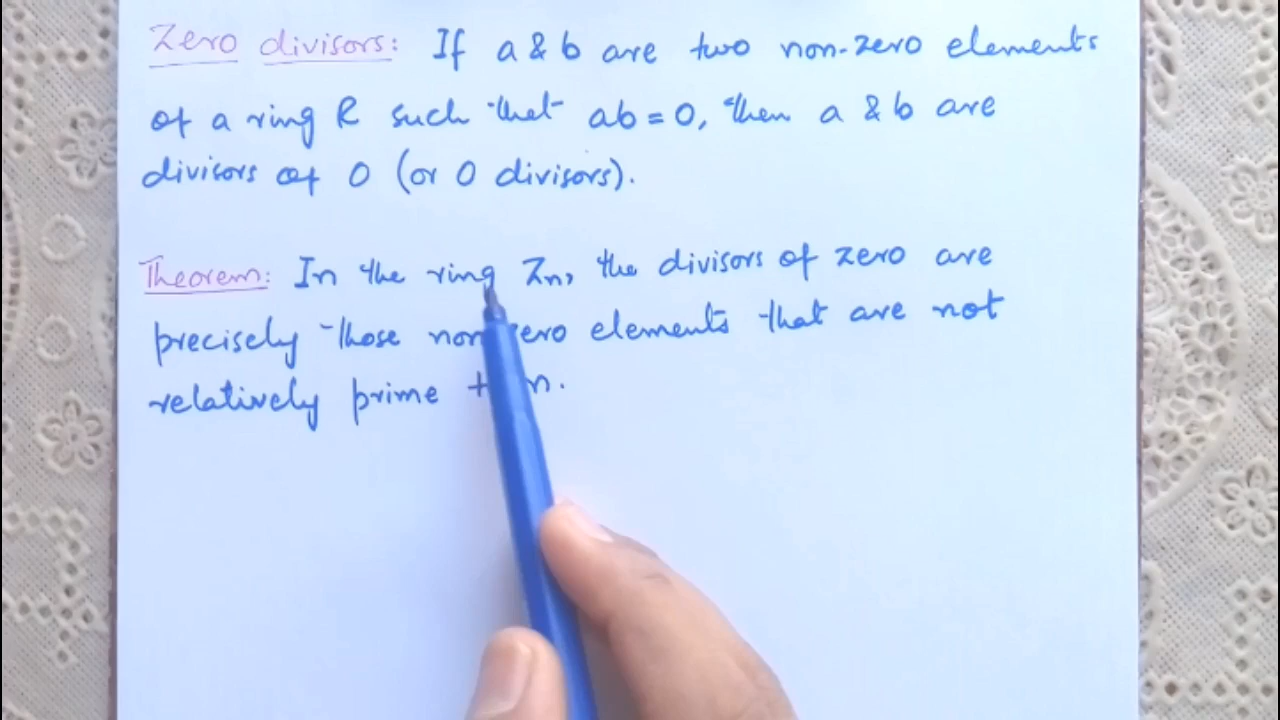 Zero divisors: If a & b are two non-zero elements
of a ring R such that ab = 0, then a & b are
divisors of 0 (or 0 divisors).
Theorem: In the ring Zn, the divisors of zero are
precisely those non zero elements that are not
relatively prime n.